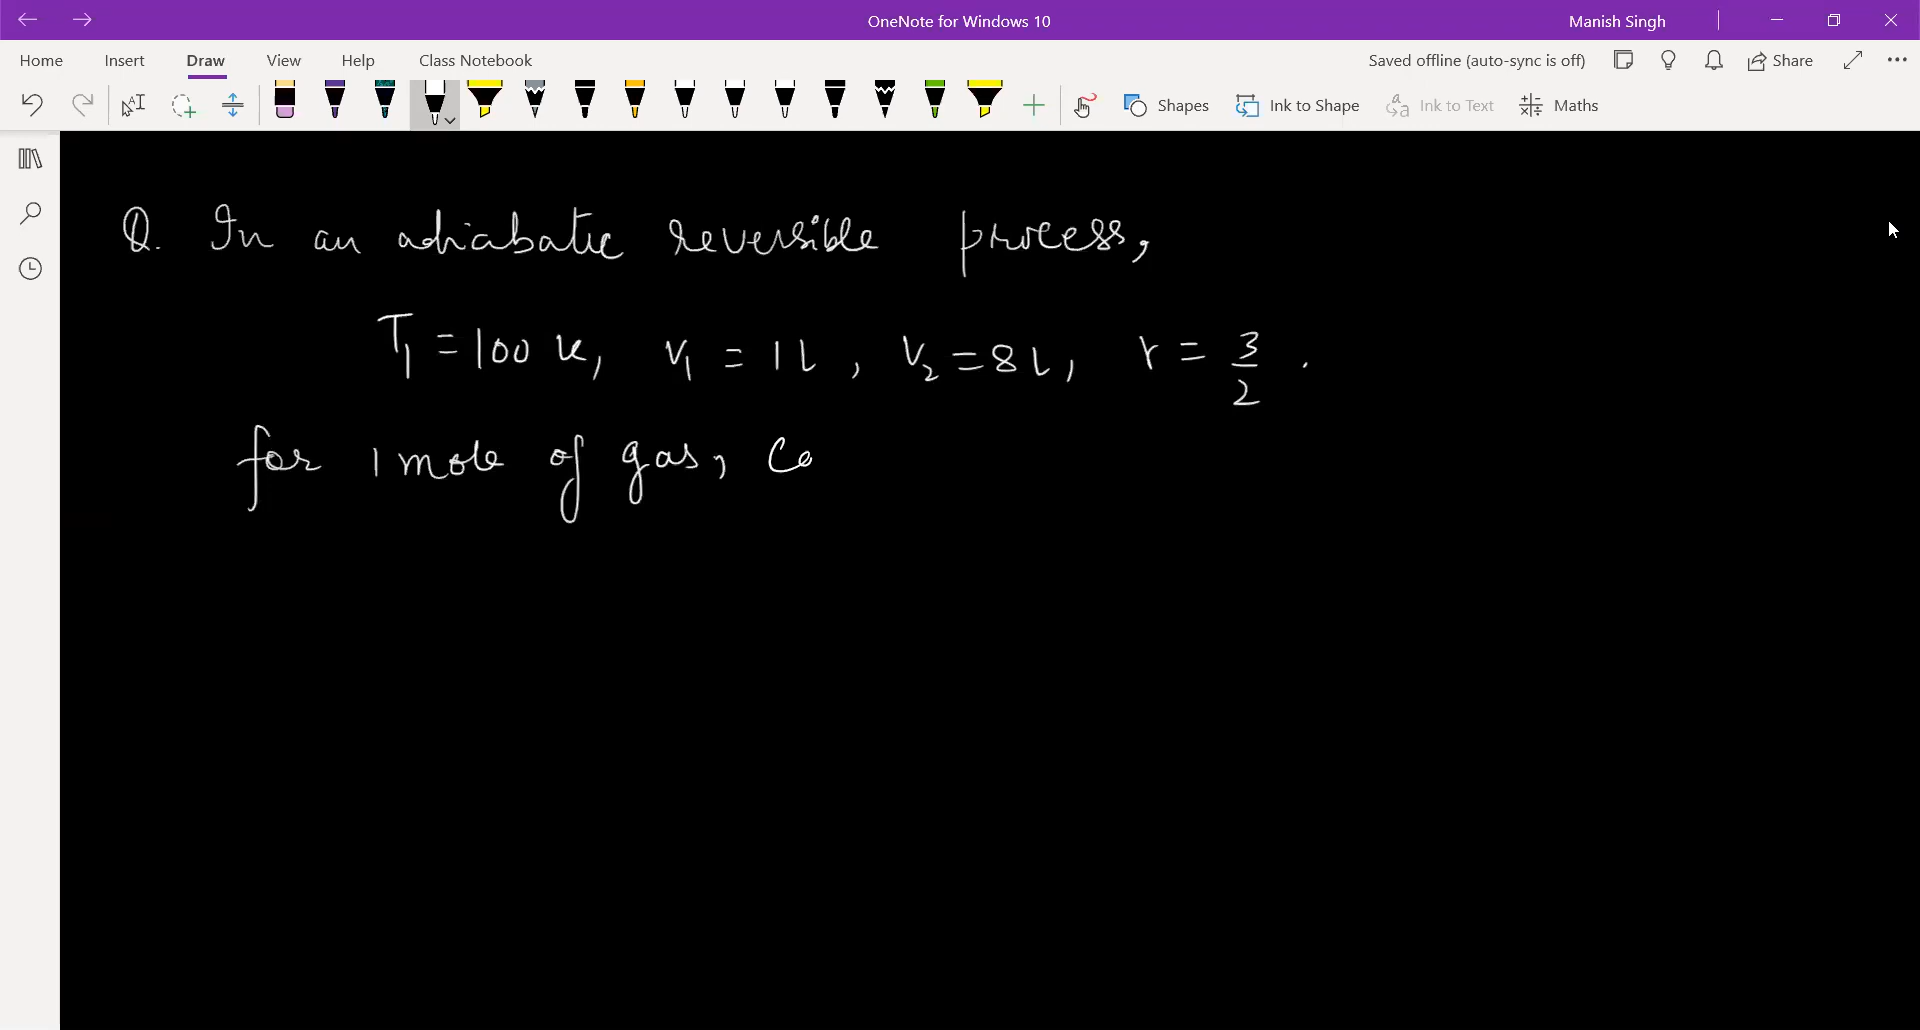 OneNote for Windows 10 Manish Singh
Home Insert Draw View Help Class Notebook Saved offline (auto-sync is off) Share
Shapes Ink to Shape Ink to Text Maths
Q. In an adiabatic reversible process,
T₁ = 100 K, V₁ = 1 L, V₂ = 8 L, γ = 3/2.
for 1 mole of gas, Co